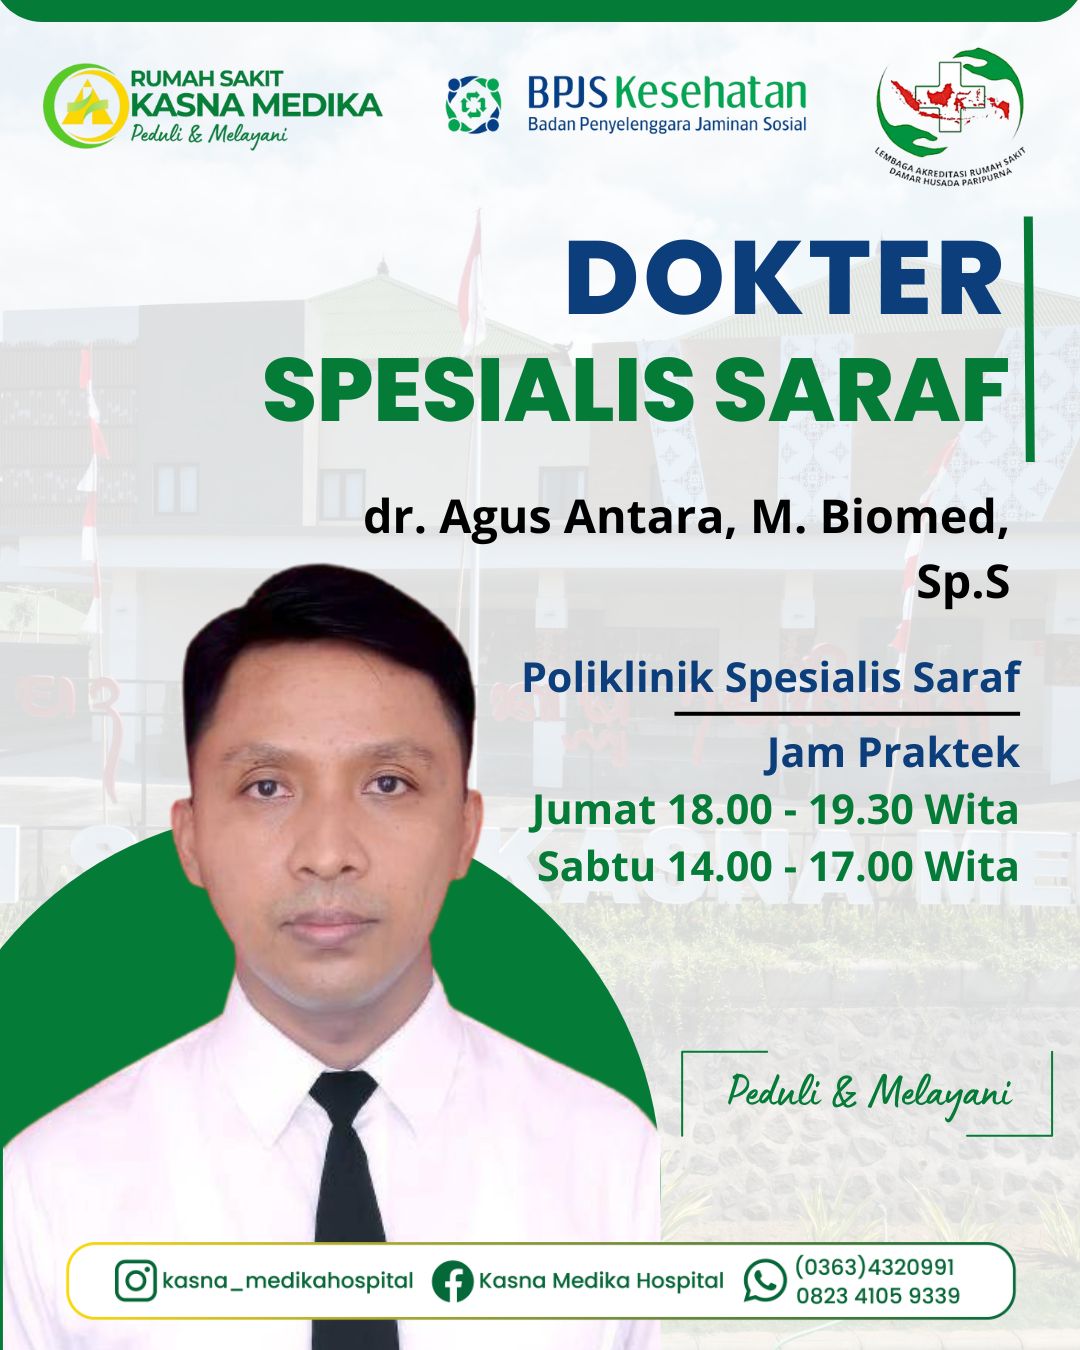 RUMAH SAKIT
KASNA MEDIKA
Peduli & Melayani
BPJS Kesehatan
Badan Penyelenggara Jaminan Sosial
LEMBAGA AKREDITASI RUMAH SAKIT
DAMAR HUSADA PARIPURNA
DOKTER
SPESIALIS SARAF
dr. Agus Antara, M. Biomed,
Sp.S
Poliklinik Spesialis Saraf
Jam Praktek
Jumat 18.00 - 19.30 Wita
Sabtu 14.00 - 17.00 Wita
KASNA ME
Peduli & Melayani
kasna_medikahospital
Kasna Medika Hospital
(0363)4320991
0823 4105 9339